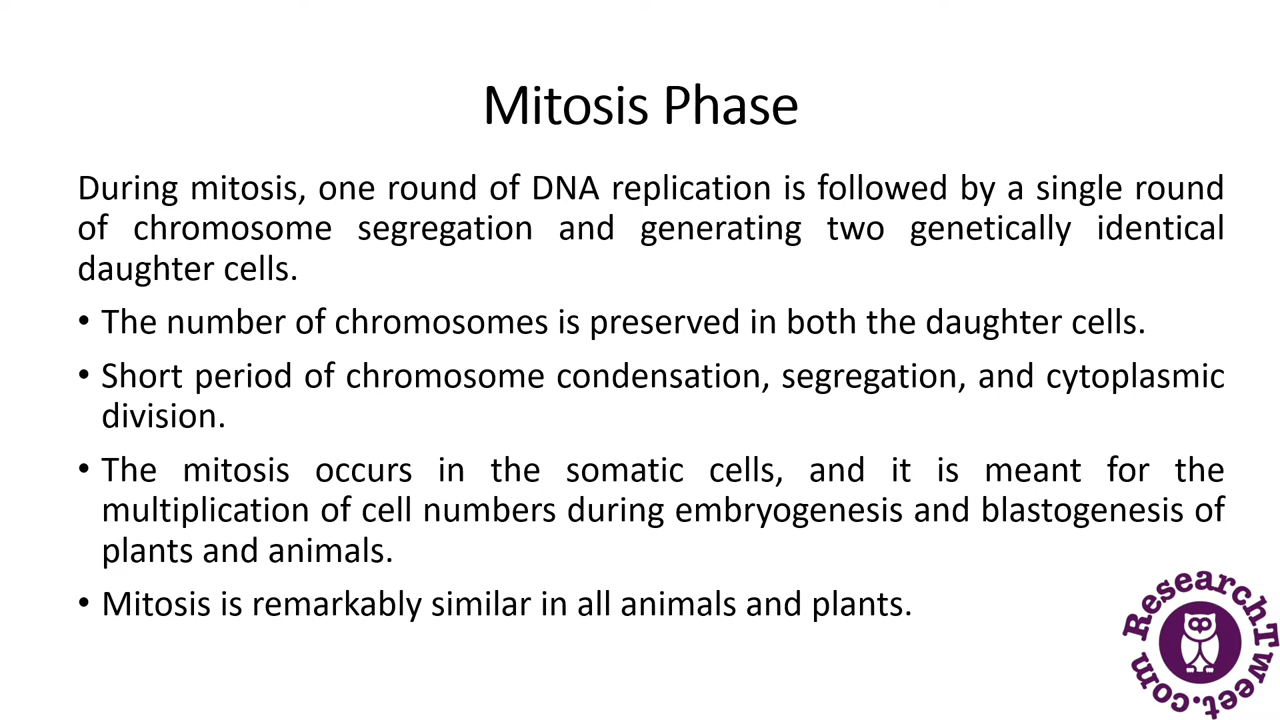 Mitosis Phase
During mitosis, one round of DNA replication is followed by a single round
of chromosome segregation and generating two genetically identical
daughter cells.
• The number of chromosomes is preserved in both the daughter cells.
• Short period of chromosome condensation, segregation, and cytoplasmic
division.
• The mitosis occurs in the somatic cells, and it is meant for the
multiplication of cell numbers during embryogenesis and blastogenesis of
plants and animals.
• Mitosis is remarkably similar in all animals and plants.
ResearchTweet.com